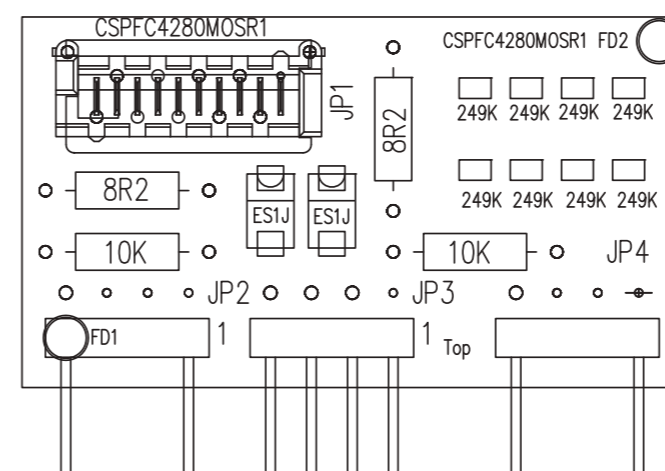 CSPFC4280MOSR1
CSPFC4280MOSR1 FD2
JP1
8R2
249K 249K 249K 249K
8R2
ES1J ES1J
249K 249K 249K 249K
10K
10K
JP4
JP2
JP3
FD1
1
1
Top